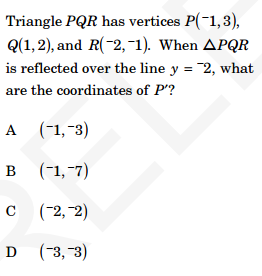 Triangle PQR has vertices P(⁻1, 3),
Q(1, 2), and R(⁻2, ⁻1). When △PQR
is reflected over the line y = ⁻2, what
are the coordinates of P′?
A (⁻1, ⁻3)
B (⁻1, ⁻7)
C (⁻2, ⁻2)
D (⁻3, ⁻3)